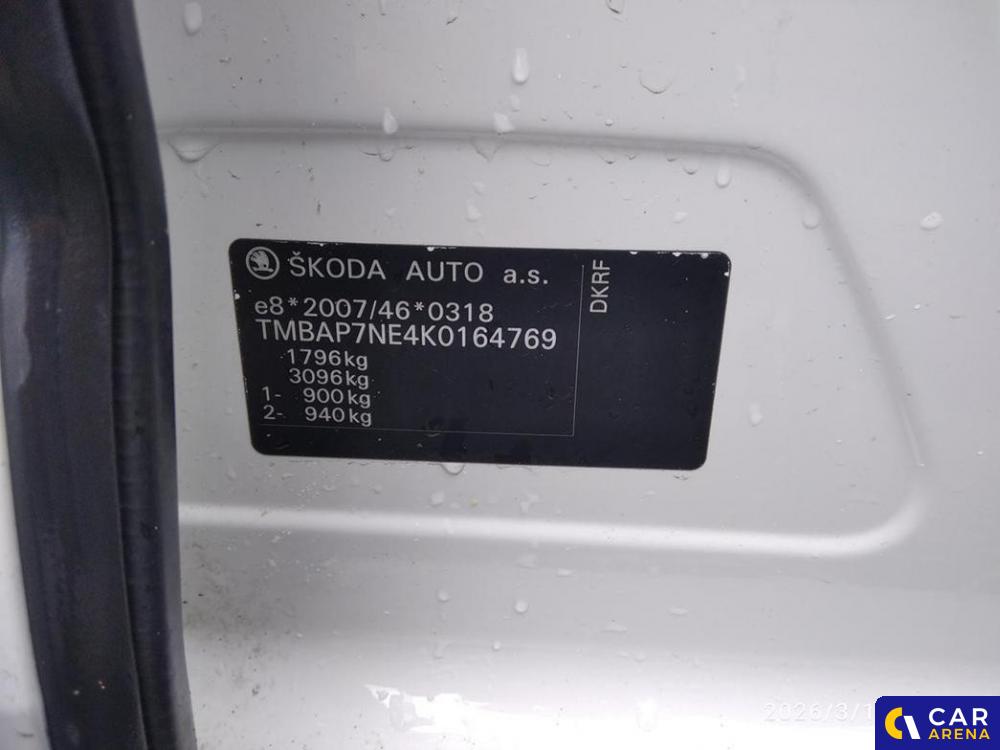 ŠKODA AUTO a.s.
e8*2007/46*0318
TMBAP7NE4K0164769
1796kg
3096kg
1- 900kg
2- 940kg
DKRF
CAR
ARENA